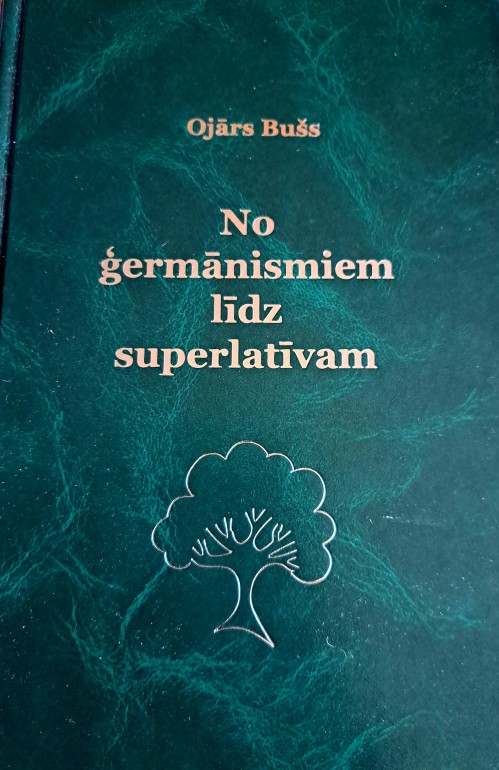 Ojārs Bušs
No
ģermānismiem
līdz
superlatīvam